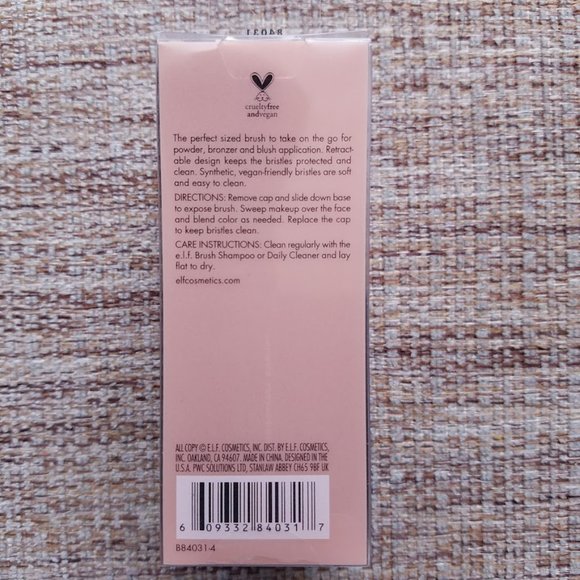 84031
crueltyfree
andvegan
The perfect sized brush to take on the go for
powder, bronzer and blush application. Retract-
able design keeps the bristles protected and
clean. Synthetic, vegan-friendly bristles are soft
and easy to clean.
DIRECTIONS: Remove cap and slide down base
to expose brush. Sweep makeup over the face
and blend color as needed. Replace the cap
to keep bristles clean.
CARE INSTRUCTIONS: Clean regularly with the
e.l.f. Brush Shampoo or Daily Cleaner and lay
flat to dry.
elfcosmetics.com
ALL COPY © E.L.F. COSMETICS, INC. DIST. BY E.L.F. COSMETICS,
INC. OAKLAND, CA 94607. MADE IN CHINA. DESIGNED IN THE
U.S.A. PWC SOLUTIONS LTD, STANLAW ABBEY CH65 9BF UK
6 09332 84031 7
B84031-4